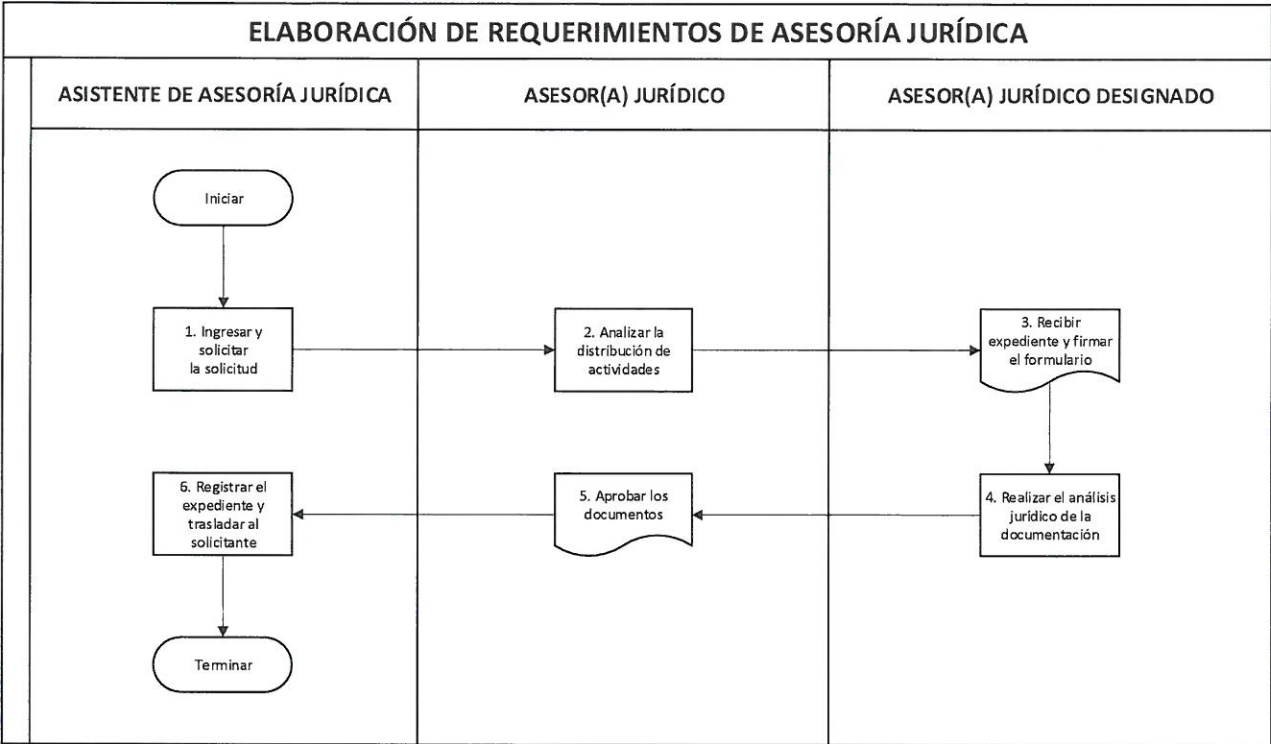 ELABORACIÓN DE REQUERIMIENTOS DE ASESORÍA JURÍDICA
ASISTENTE DE ASESORÍA JURÍDICA
ASESOR(A) JURÍDICO
ASESOR(A) JURÍDICO DESIGNADO
Iniciar
1. Ingresar y
solicitar
la solicitud
2. Analizar la
distribución de
actividades
3. Recibir
expediente y firmar
el formulario
4. Realizar el análisis
jurídico de la
documentación
5. Aprobar los
documentos
6. Registrar el
expediente y
trasladar al
solicitante
Terminar